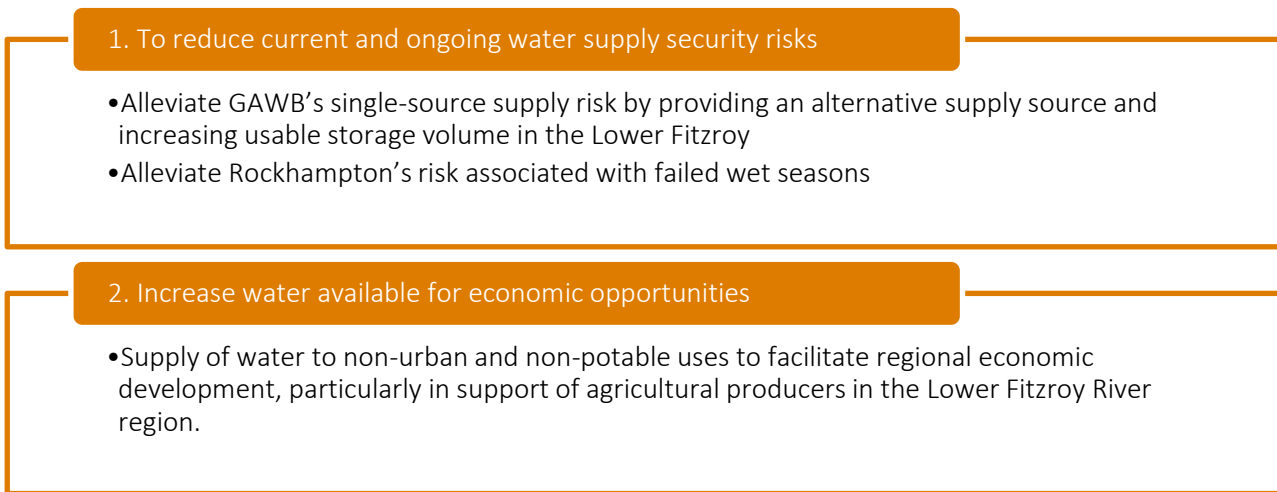 1. To reduce current and ongoing water supply security risks
•Alleviate GAWB’s single-source supply risk by providing an alternative supply source and
increasing usable storage volume in the Lower Fitzroy
•Alleviate Rockhampton’s risk associated with failed wet seasons
2. Increase water available for economic opportunities
•Supply of water to non-urban and non-potable uses to facilitate regional economic
development, particularly in support of agricultural producers in the Lower Fitzroy River
region.